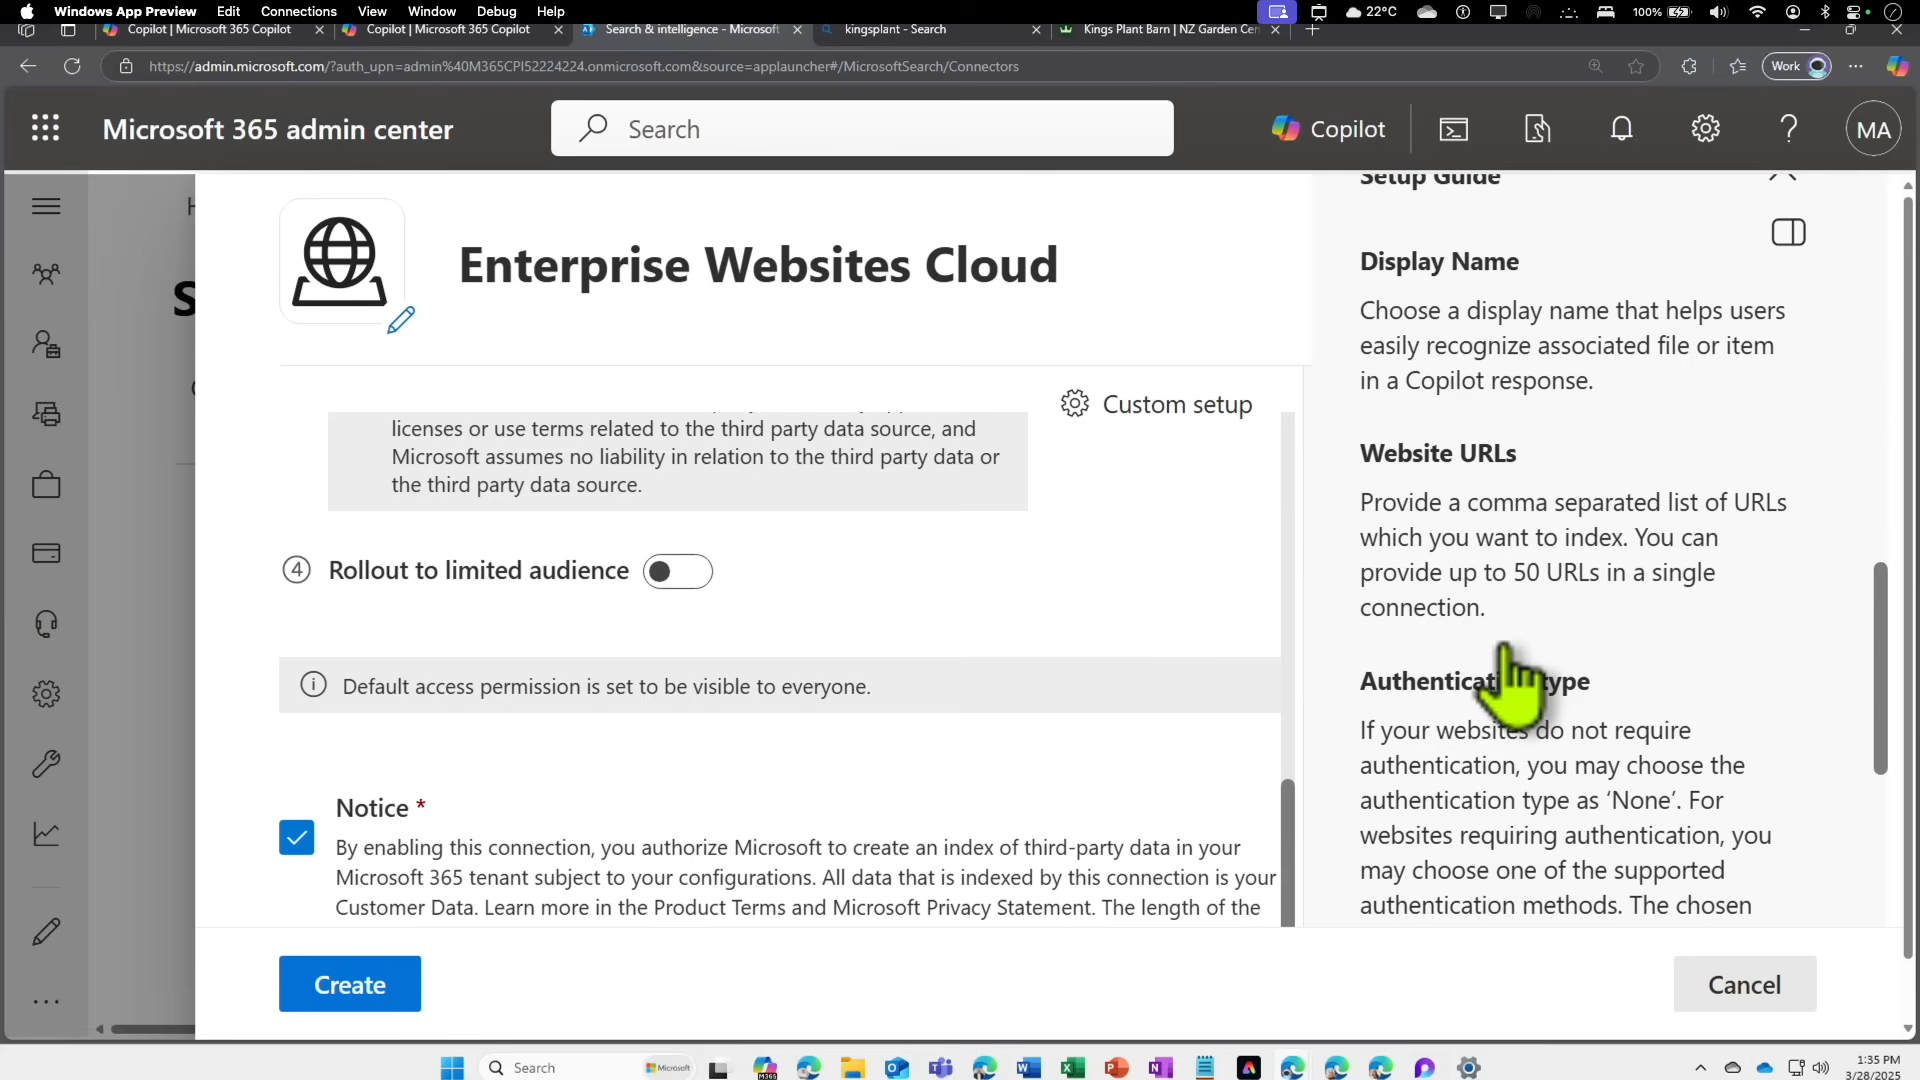 Windows App Preview Edit Connections View Window Debug Help 22°C 100%
Copilot | Microsoft 365 Copilot Copilot | Microsoft 365 Copilot Search & intelligence - Microsoft kingsplant - Search Kings Plant Barn | NZ Garden Cen
https://admin.microsoft.com/?auth_upn=admin%40M365CPI52224224.onmicrosoft.com&source=applauncher#/MicrosoftSearch/Connectors Work
Microsoft 365 admin center Search Copilot MA
Setup Guide
Enterprise Websites Cloud
Custom setup
licenses or use terms related to the third party data source, and
Microsoft assumes no liability in relation to the third party data or
the third party data source.
4 Rollout to limited audience
Default access permission is set to be visible to everyone.
Notice *
By enabling this connection, you authorize Microsoft to create an index of third-party data in your
Microsoft 365 tenant subject to your configurations. All data that is indexed by this connection is your
Customer Data. Learn more in the Product Terms and Microsoft Privacy Statement. The length of the
Create
Display Name
Choose a display name that helps users
easily recognize associated file or item
in a Copilot response.
Website URLs
Provide a comma separated list of URLs
which you want to index. You can
provide up to 50 URLs in a single
connection.
Authentication type
If your websites do not require
authentication, you may choose the
authentication type as ‘None’. For
websites requiring authentication, you
may choose one of the supported
authentication methods. The chosen
Cancel
Search Microsoft
1:35 PM
3/28/2025